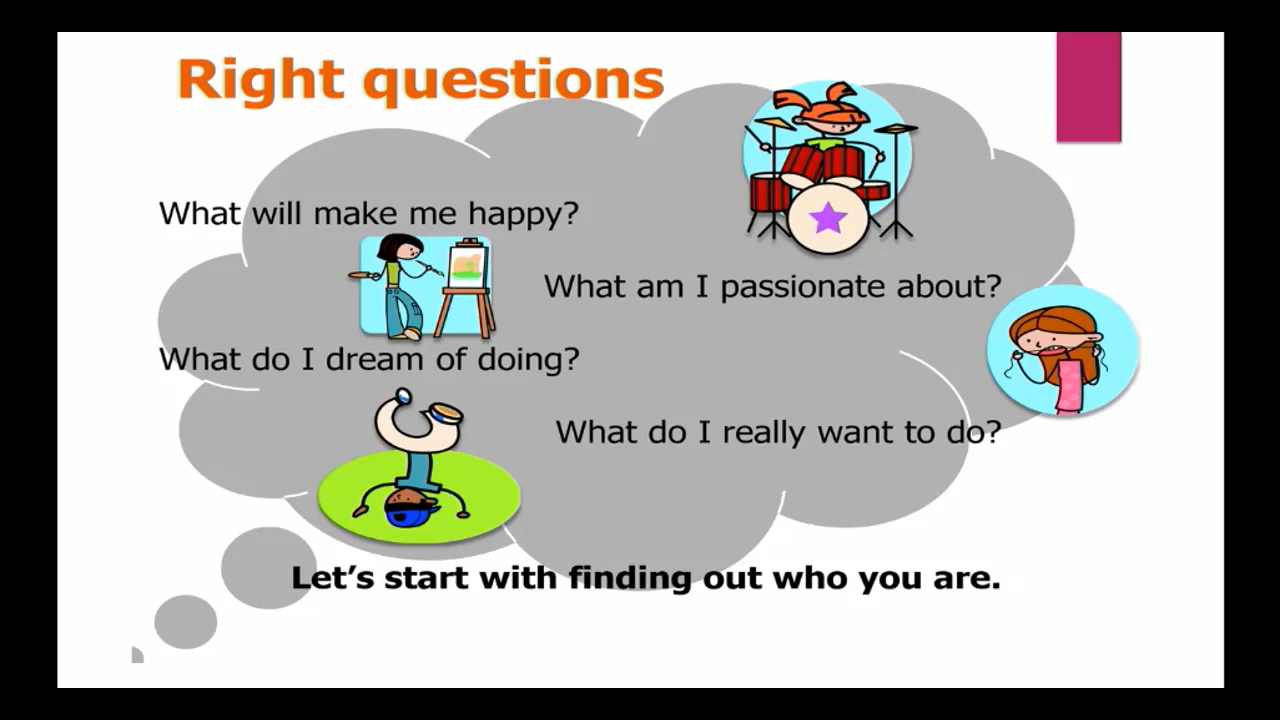 Right questions
What will make me happy?
What am I passionate about?
What do I dream of doing?
What do I really want to do?
Let’s start with finding out who you are.